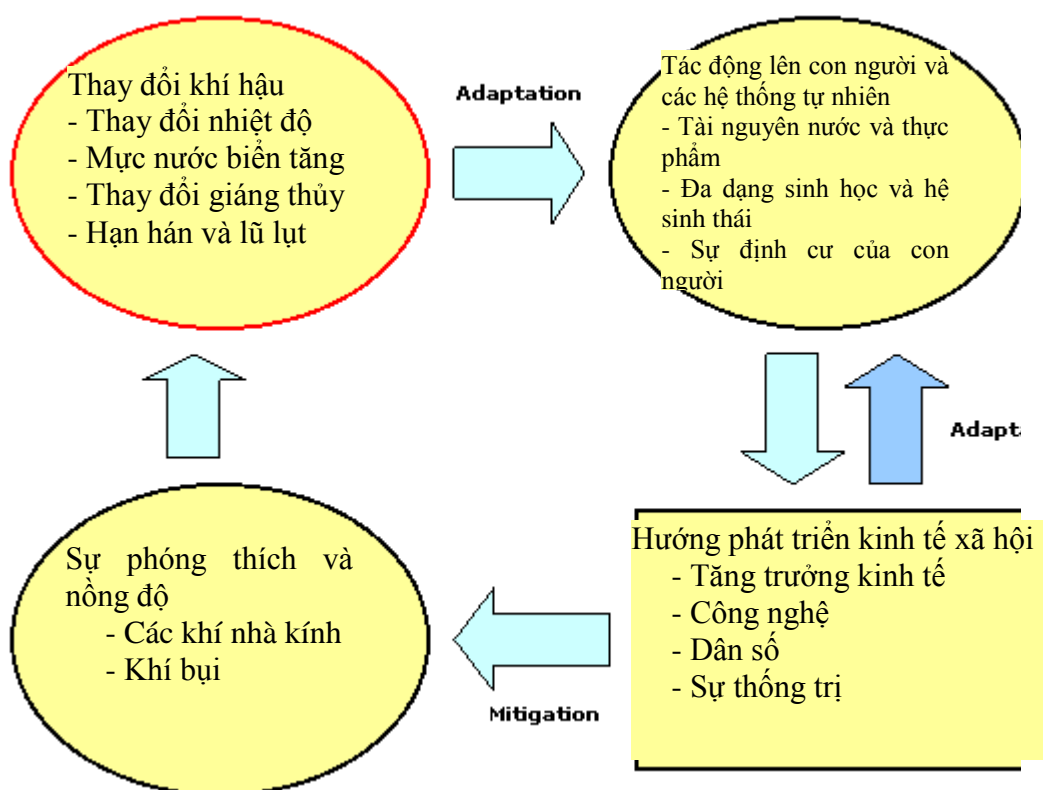 Thay đổi khí hậu
- Thay đổi nhiệt độ
- Mực nước biển tăng
- Thay đổi giáng thủy
- Hạn hán và lũ lụt
Adaptation
Tác động lên con người và
các hệ thống tự nhiên
- Tài nguyên nước và thực
phẩm
- Đa dạng sinh học và hệ
sinh thái
- Sự định cư của con
người
Adapta
Sự phóng thích và
nồng độ
- Các khí nhà kính
- Khí bụi
Mitigation
Hướng phát triển kinh tế xã hội
- Tăng trưởng kinh tế
- Công nghệ
- Dân số
- Sự thống trị